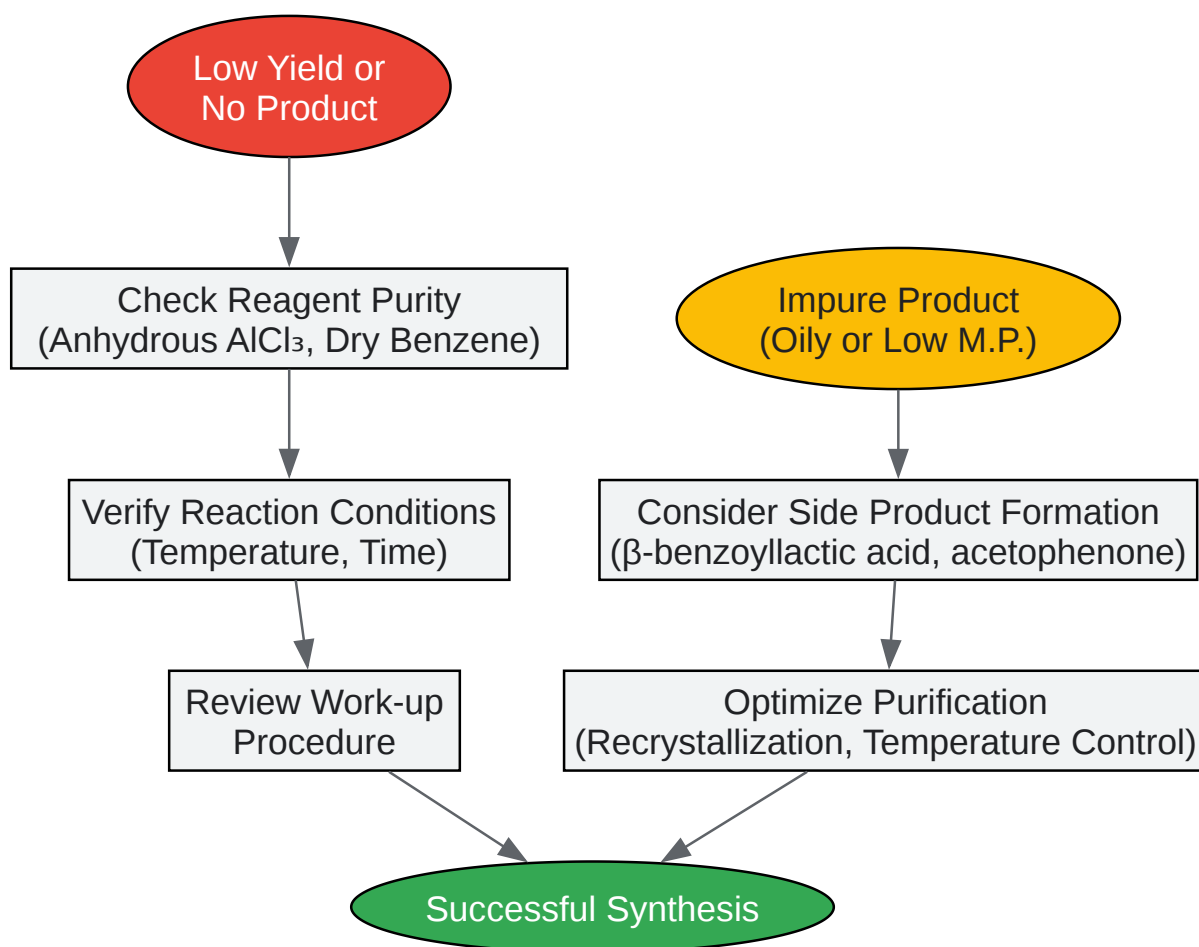 Low Yield or
No Product
Check Reagent Purity
(Anhydrous AlCl₃, Dry Benzene)
Impure Product
(Oily or Low M.P.)
Verify Reaction Conditions
(Temperature, Time)
Consider Side Product Formation
(β-benzoyllactic acid, acetophenone)
Review Work-up
Procedure
Optimize Purification
(Recrystallization, Temperature Control)
Successful Synthesis